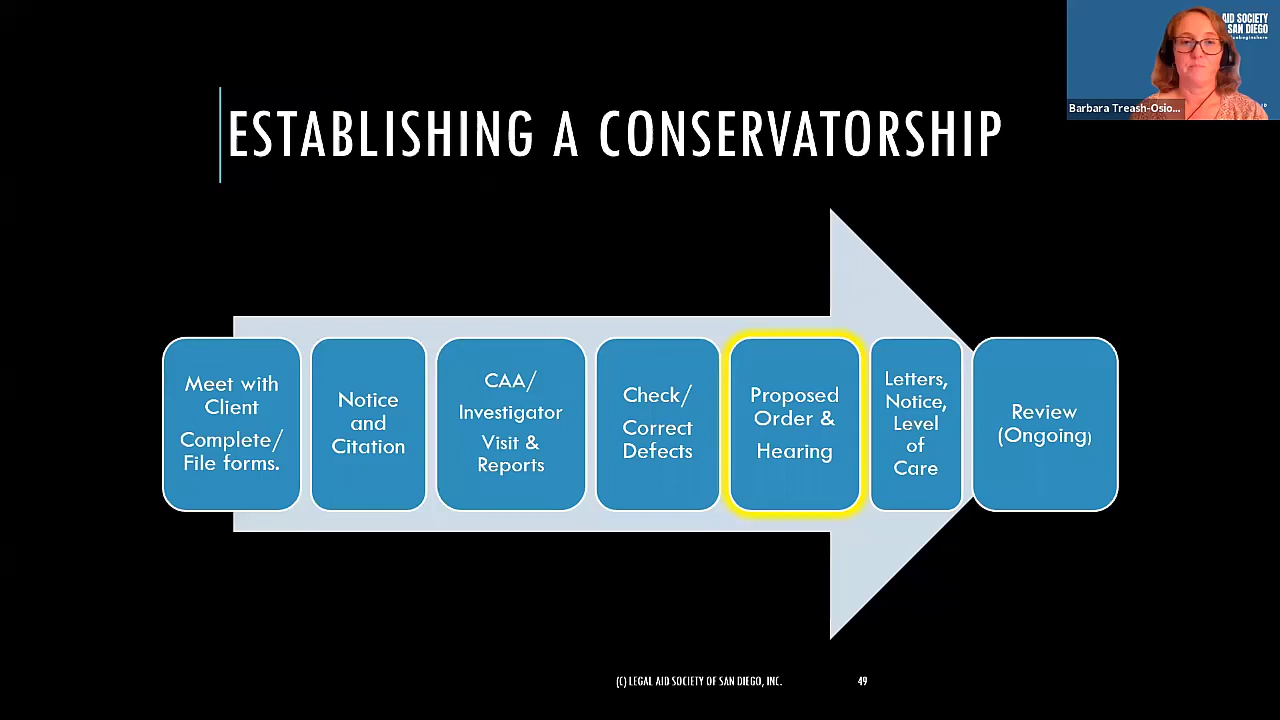 ESTABLISHING A CONSERVATORSHIP
AID SOCIETY
SAN DIEGO
Barbara Treash-Osio...
Meet with
Client
Complete/
File forms.
Notice
and
Citation
CAA/
Investigator
Visit &
Reports
Check/
Correct
Defects
Proposed
Order &
Hearing
Letters,
Notice,
Level
of
Care
Review
(Ongoing)
(C) LEGAL AID SOCIETY OF SAN DIEGO, INC.
49